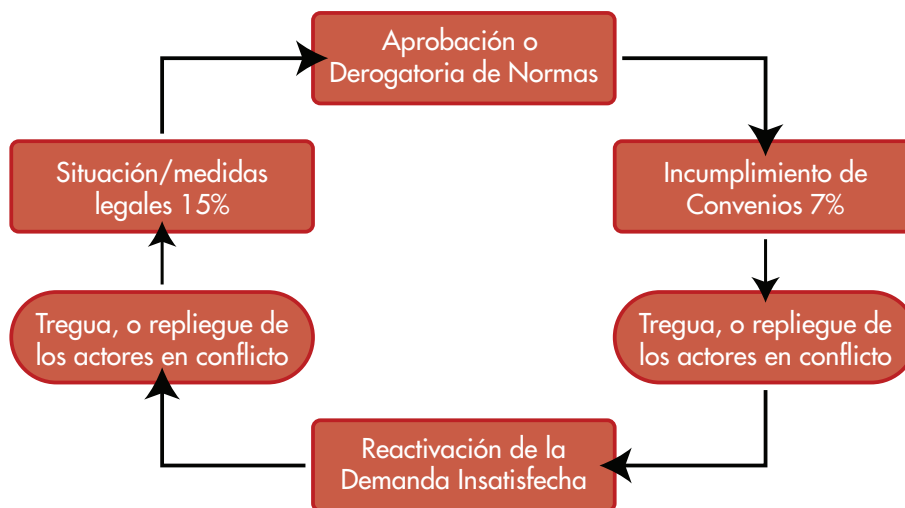 Aprobación o
Derogatoria de Normas
Situación/medidas
legales 15%
Incumplimiento de
Convenios 7%
Tregua, o repliegue de
los actores en conflicto
Tregua, o repliegue de
los actores en conflicto
Reactivación de la
Demanda Insatisfecha